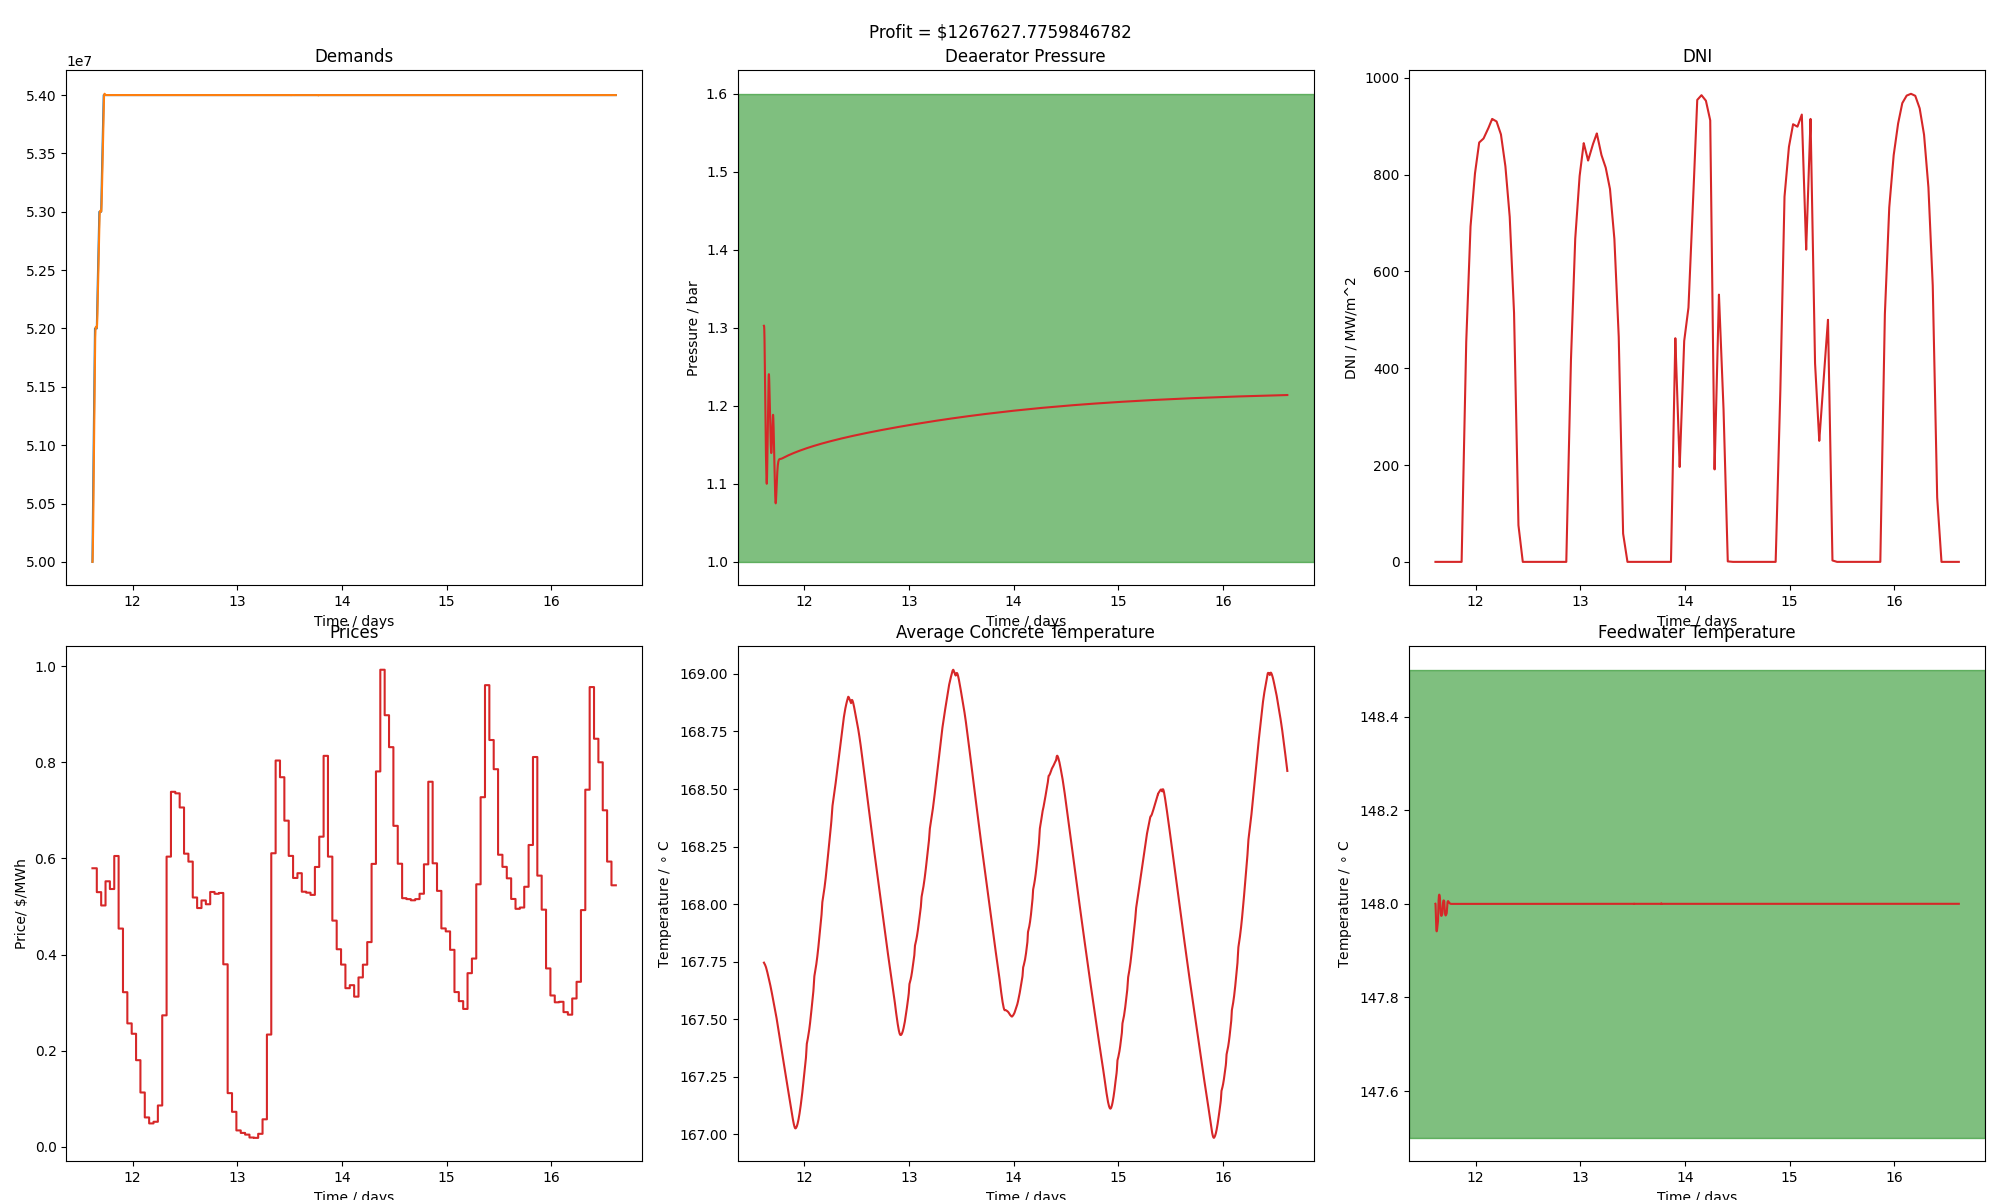 Profit = $1267627.7759846782
Demands
1e7
5.40
5.35
5.30
5.25
5.20
5.15
5.10
5.05
5.00
12 13 14 15 16
Time / days
Deaerator Pressure
Pressure / bar
1.6
1.5
1.4
1.3
1.2
1.1
1.0
12 13 14 15 16
Time / days
DNI
DNI / MW/m^2
1000
800
600
400
200
0
12 13 14 15 16
Time / days
Prices
Price/ $/MWh
1.0
0.8
0.6
0.4
0.2
0.0
12 13 14 15 16
Time / days
Average Concrete Temperature
Temperature / ∘ C
169.00
168.75
168.50
168.25
168.00
167.75
167.50
167.25
167.00
12 13 14 15 16
Time / days
Feedwater Temperature
Temperature / ∘ C
148.4
148.2
148.0
147.8
147.6
12 13 14 15 16
Time / days